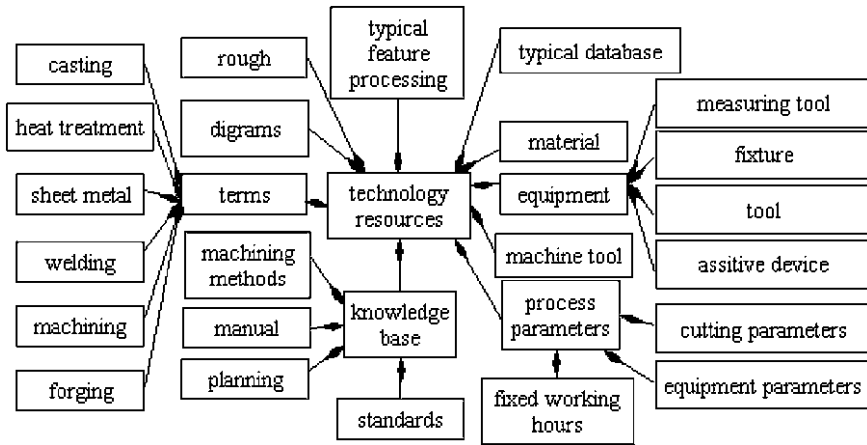 casting
heat treatment
sheet metal
welding
machining
forging
rough
digrams
terms
machining
methods
manual
planning
typical
feature
processing
technology
resources
knowledge
base
standards
typical database
material
equipment
machine tool
process
parameters
fixed working
hours
measuring tool
fixture
tool
assitive device
cutting parameters
equipment parameters